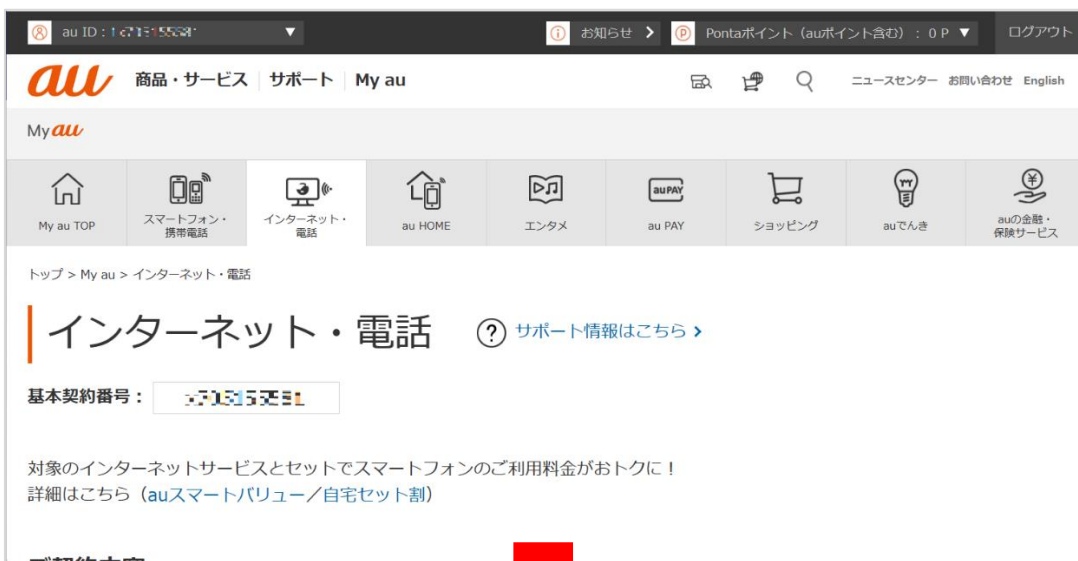 au ID :
お知らせ
Pontaポイント（auポイント含む）： 0 P
ログアウト
au
商品・サービス
サポート
My au
ニュースセンター
お問い合わせ
English
My au
My au TOP
スマートフォン・
携帯電話
インターネット・
電話
au HOME
エンタメ
au PAY
au PAY
ショッピング
auでんき
auの金融・
保険サービス
トップ > My au > インターネット・電話
インターネット・電話
サポート情報はこちら
基本契約番号：
対象のインターネットサービスとセットでスマートフォンのご利用料金がおトクに！
詳細はこちら（auスマートバリュー／自宅セット割）